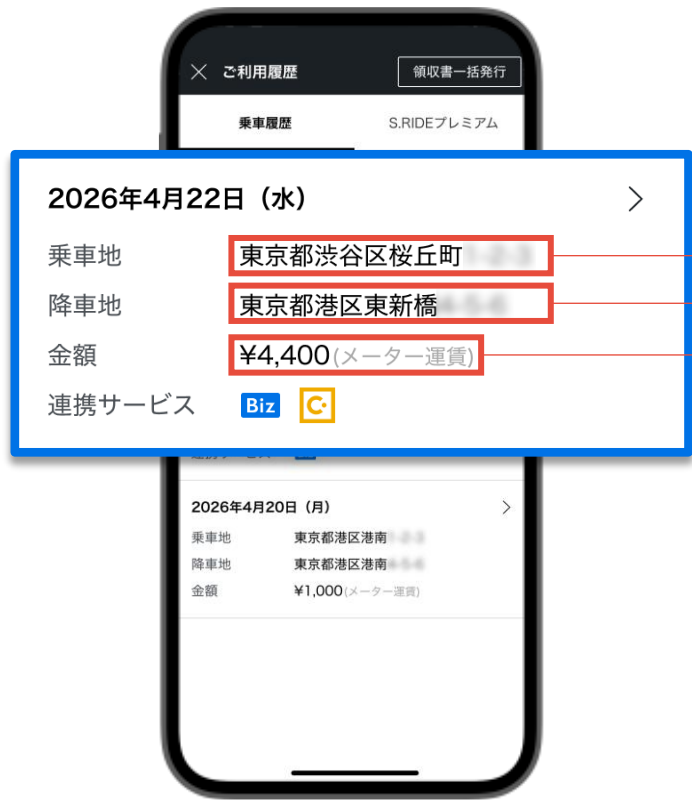 ご利用履歴 領収書一括発行
乗車履歴 S.RIDEプレミアム
2026年4月22日（水）
乗車地 東京都渋谷区桜丘町
降車地 東京都港区東新橋
金額 ¥4,400(メーター運賃)
連携サービス Biz C
2026年4月20日（月）
乗車地 東京都港区港南
降車地 東京都港区港南
金額 ¥1,000(メーター運賃)